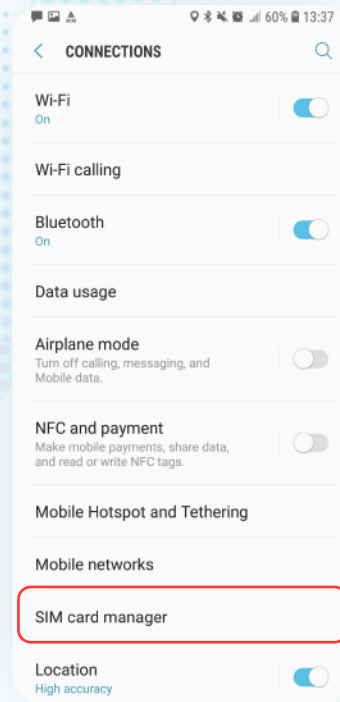 60% 13:37
CONNECTIONS
Wi-Fi
On
Wi-Fi calling
Bluetooth
On
Data usage
Airplane mode
Turn off calling, messaging, and
Mobile data.
NFC and payment
Make mobile payments, share data,
and read or write NFC tags.
Mobile Hotspot and Tethering
Mobile networks
SIM card manager
Location
High accuracy